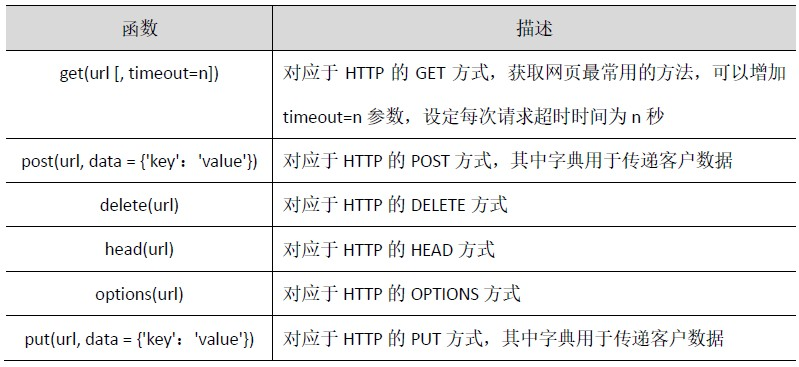 函数 描述
get(url [, timeout=n]) 对应于 HTTP 的 GET 方式，获取网页最常用的方法，可以增加
timeout=n 参数，设定每次请求超时时间为 n 秒
post(url, data = {'key'：'value'}) 对应于 HTTP 的 POST 方式，其中字典用于传递客户数据
delete(url) 对应于 HTTP 的 DELETE 方式
head(url) 对应于 HTTP 的 HEAD 方式
options(url) 对应于 HTTP 的 OPTIONS 方式
put(url, data = {'key'：'value'}) 对应于 HTTP 的 PUT 方式，其中字典用于传递客户数据